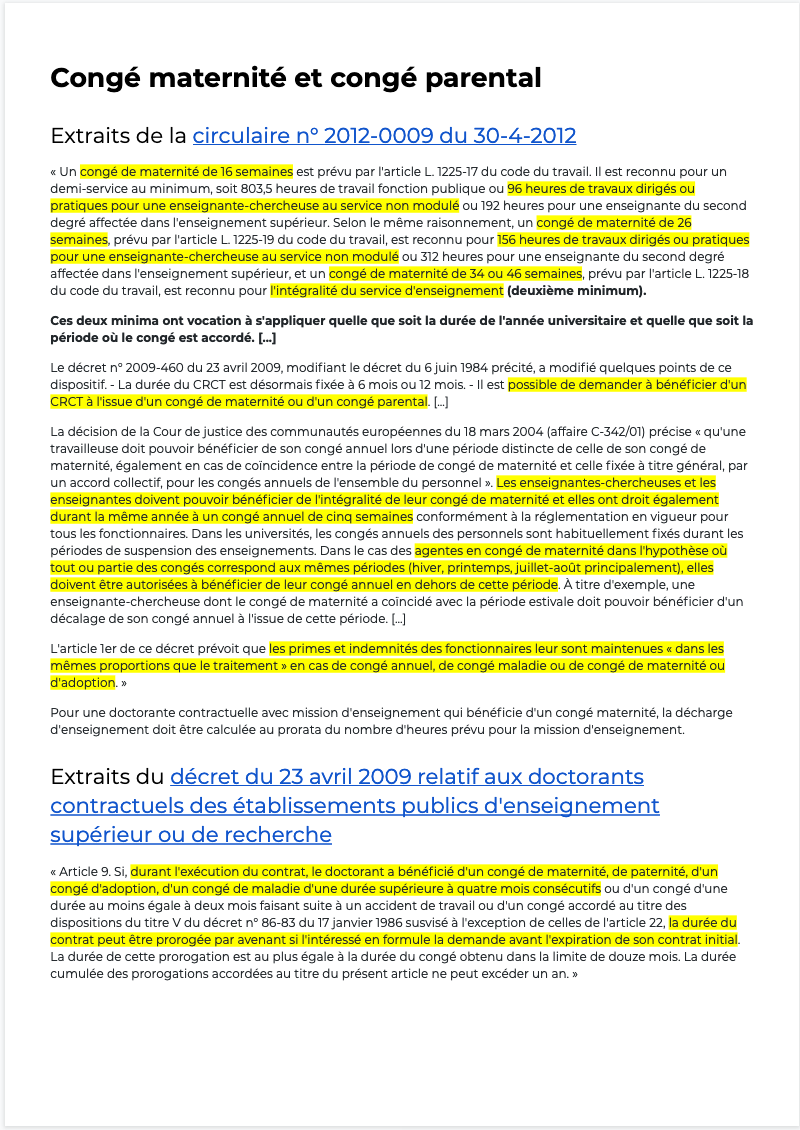 Congé maternité et congé parental
Extraits de la circulaire n° 2012-0009 du 30-4-2012
« Un congé de maternité de 16 semaines est prévu par l'article L. 1225-17 du code du travail. Il est reconnu pour un
demi-service au minimum, soit 803,5 heures de travail fonction publique ou 96 heures de travaux dirigés ou
pratiques pour une enseignante-chercheuse au service non modulé ou 192 heures pour une enseignante du second
degré affectée dans l'enseignement supérieur. Selon le même raisonnement, un congé de maternité de 26
semaines, prévu par l'article L. 1225-19 du code du travail, est reconnu pour 156 heures de travaux dirigés ou pratiques
pour une enseignante-chercheuse au service non modulé ou 312 heures pour une enseignante du second degré
affectée dans l'enseignement supérieur, et un congé de maternité de 34 ou 46 semaines, prévu par l'article L. 1225-18
du code du travail, est reconnu pour l'intégralité du service d'enseignement (deuxième minimum).
Ces deux minima ont vocation à s'appliquer quelle que soit la durée de l'année universitaire et quelle que soit la
période où le congé est accordé. [...]
Le décret n° 2009-460 du 23 avril 2009, modifiant le décret du 6 juin 1984 précité, a modifié quelques points de ce
dispositif. - La durée du CRCT est désormais fixée à 6 mois ou 12 mois. - Il est possible de demander à bénéficier d'un
CRCT à l'issue d'un congé de maternité ou d'un congé parental. [...]
La décision de la Cour de justice des communautés européennes du 18 mars 2004 (affaire C-342/01) précise « qu'une
travailleuse doit pouvoir bénéficier de son congé annuel lors d'une période distincte de celle de son congé de
maternité, également en cas de coïncidence entre la période de congé de maternité et celle fixée à titre général, par
un accord collectif, pour les congés annuels de l'ensemble du personnel ». Les enseignantes-chercheuses et les
enseignantes doivent pouvoir bénéficier de l'intégralité de leur congé de maternité et elles ont droit également
durant la même année à un congé annuel de cinq semaines conformément à la réglementation en vigueur pour
tous les fonctionnaires. Dans les universités, les congés annuels des personnels sont habituellement fixés durant les
périodes de suspension des enseignements. Dans le cas des agentes en congé de maternité dans l'hypothèse où
tout ou partie des congés correspond aux mêmes périodes (hiver, printemps, juillet-août principalement), elles
doivent être autorisées à bénéficier de leur congé annuel en dehors de cette période. À titre d'exemple, une
enseignante-chercheuse dont le congé de maternité a coïncidé avec la période estivale doit pouvoir bénéficier d'un
décalage de son congé annuel à l'issue de cette période. [...]
L'article 1er de ce décret prévoit que les primes et indemnités des fonctionnaires leur sont maintenues « dans les
mêmes proportions que le traitement » en cas de congé annuel, de congé maladie ou de congé de maternité ou
d'adoption. »
Pour une doctorante contractuelle avec mission d'enseignement qui bénéficie d'un congé maternité, la décharge
d'enseignement doit être calculée au prorata du nombre d'heures prévu pour la mission d'enseignement.
Extraits du décret du 23 avril 2009 relatif aux doctorants
contractuels des établissements publics d'enseignement
supérieur ou de recherche
« Article 9. Si, durant l'exécution du contrat, le doctorant a bénéficié d'un congé de maternité, de paternité, d'un
congé d'adoption, d'un congé de maladie d'une durée supérieure à quatre mois consécutifs ou d'un congé d'une
durée au moins égale à deux mois faisant suite à un accident de travail ou d'un congé accordé au titre des
dispositions du titre V du décret n° 86-83 du 17 janvier 1986 susvisé à l'exception de celles de l'article 22, la durée du
contrat peut être prorogée par avenant si l'intéressé en formule la demande avant l'expiration de son contrat initial.
La durée de cette prorogation est au plus égale à la durée du congé obtenu dans la limite de douze mois. La durée
cumulée des prorogations accordées au titre du présent article ne peut excéder un an. »